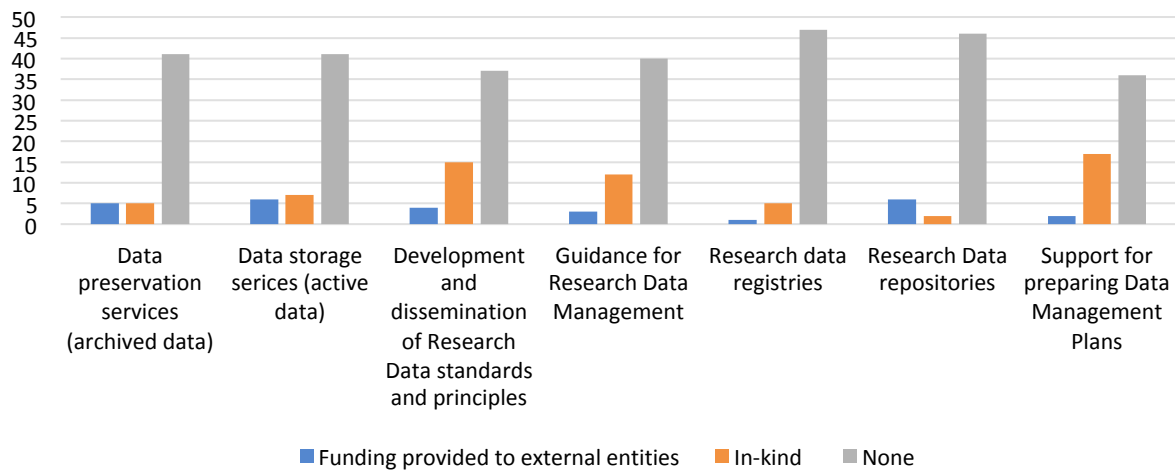 50
45
40
35
30
25
20
15
10
5
0
Data
preservation
services
(archived data)
Data storage
serices (active
data)
Development
and
dissemination
of Research
Data standards
and principles
Guidance for
Research Data
Management
Research data
registries
Research Data
repositories
Support for
preparing Data
Management
Plans
Funding provided to external entities In-kind None